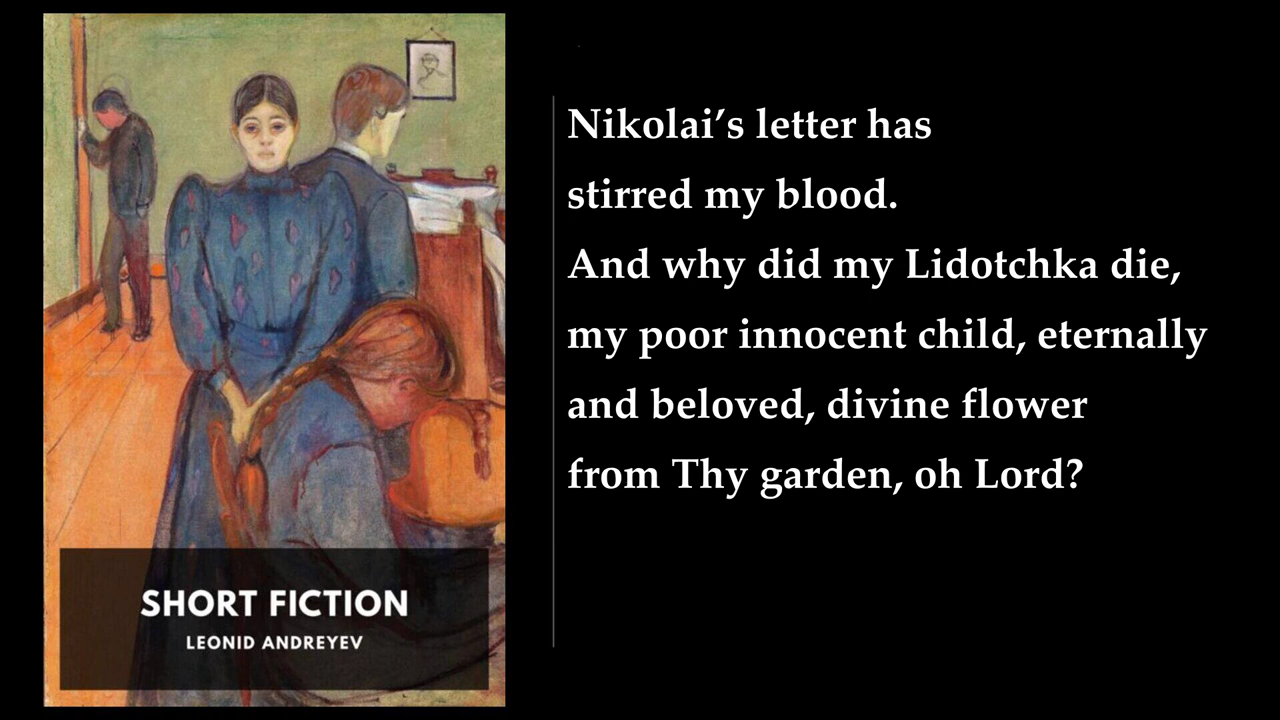 SHORT FICTION
LEONID ANDREYEV
Nikolai’s letter has
stirred my blood.
And why did my Lidotchka die,
my poor innocent child, eternally
and beloved, divine flower
from Thy garden, oh Lord?